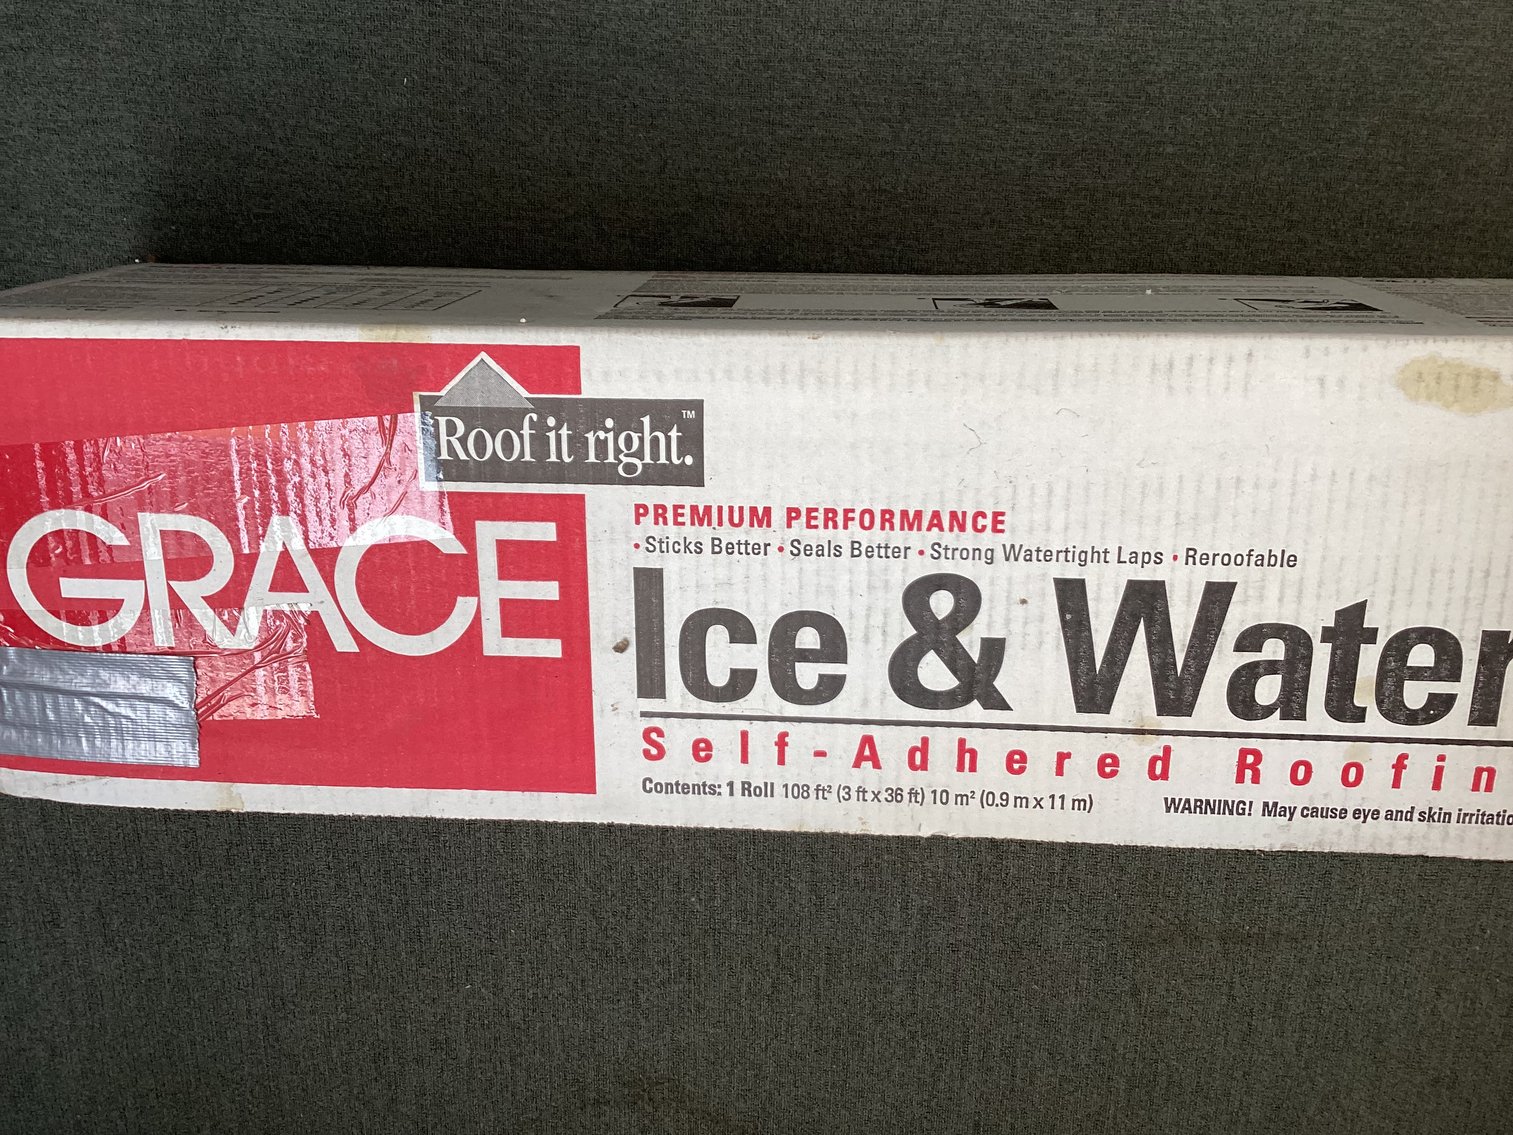 Roof it right.™
GRACE
PREMIUM PERFORMANCE
• Sticks Better • Seals Better • Strong Watertight Laps • Reroofable
Ice & Water
Self-Adhered Roofin
Contents: 1 Roll 108 ft² (3 ft x 36 ft) 10 m² (0.9 m x 11 m)
WARNING! May cause eye and skin irritatio